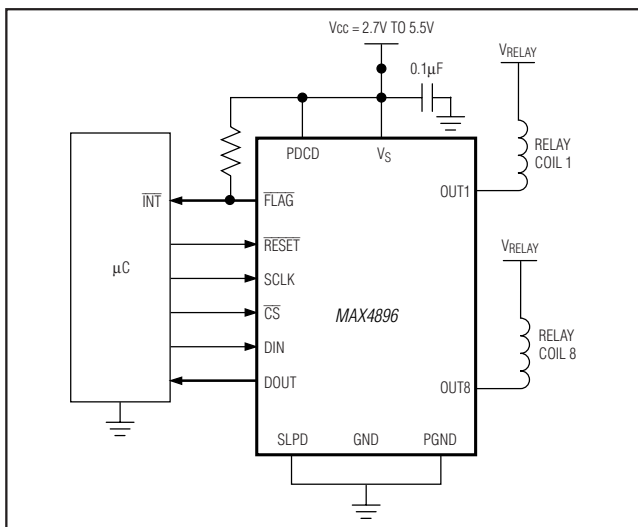 Vcc = 2.7V TO 5.5V
VRELAY
0.1µF
PDCD
VS
RELAY
COIL 1
OUT1
INT
FLAG
RESET
VRELAY
µC
SCLK
CS
MAX4896
DIN
RELAY
COIL 8
DOUT
OUT8
SLPD
GND
PGND